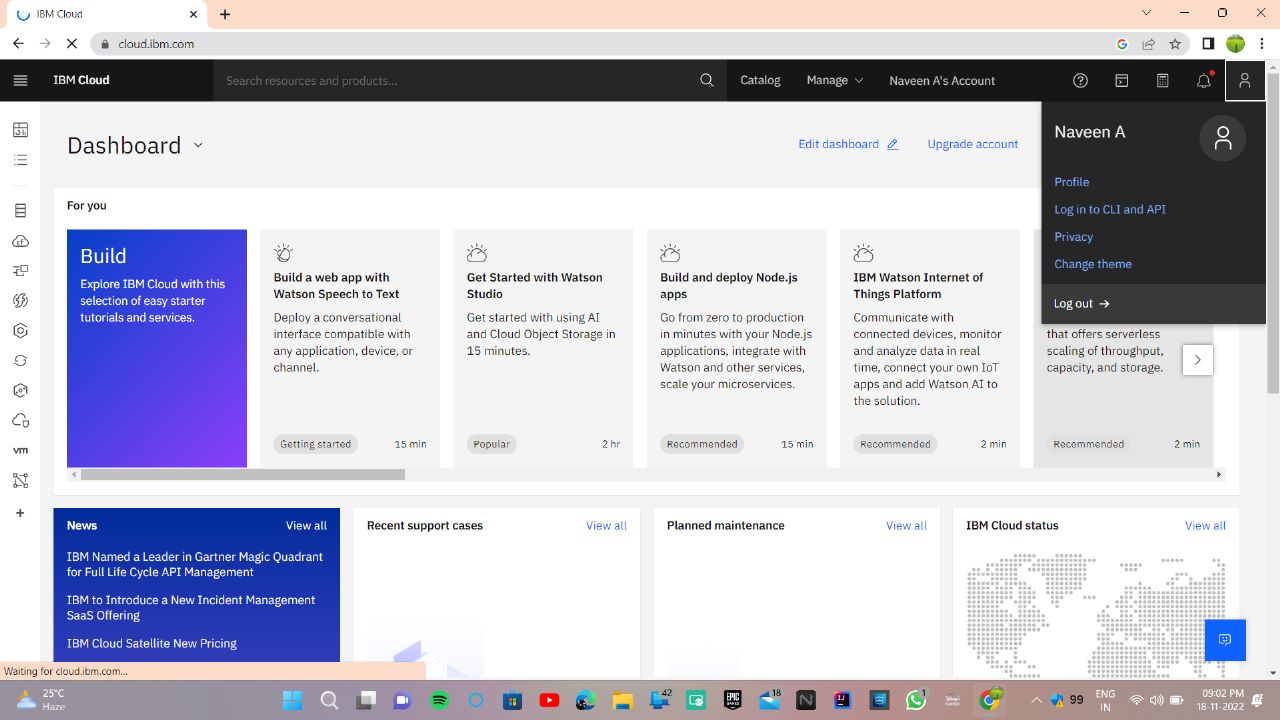 IBM Cloud
cloud.ibm.com
IBM Cloud
Search resources and products...
Catalog
Manage
Naveen A's Account
Naveen A
Profile
Log in to CLI and API
Privacy
Change theme
Log out →
Dashboard
Edit dashboard
Upgrade account
For you
Build
Explore IBM Cloud with this
selection of easy starter
tutorials and services.
Build a web app with
Watson Speech to Text
Deploy a conversational
interface compatible with
any application, device, or
channel.
Getting started
15 min
Get Started with Watson
Studio
Get started with using AI
and Cloud Object Storage in
15 minutes.
Popular
2 hr
Build and deploy Node.js
apps
Go from zero to production
in minutes with your Node.js
applications, integrate with
Watson and other services,
scale your microservices.
Recommended
15 min
IBM Watson Internet of
Things Platform
Communicate with
connected devices, monitor
and analyze data in real
time, connect your own IoT
apps and add Watson AI to
the solution.
Recommended
2 min
that offers serverless
scaling of throughput,
capacity, and storage.
Recommended
2 min
vm
News
View all
IBM Named a Leader in Gartner Magic Quadrant
for Full Life Cycle API Management
IBM to Introduce a New Incident Management
SaaS Offering
IBM Cloud Satellite New Pricing
Recent support cases
View all
Planned maintenance
View all
IBM Cloud status
View all
Waiting for cloud.ibm.com...
25°C
Haze
42
EPIC
GAMES
18
N
1
99
ENG
IN
09:02 PM
18-11-2022